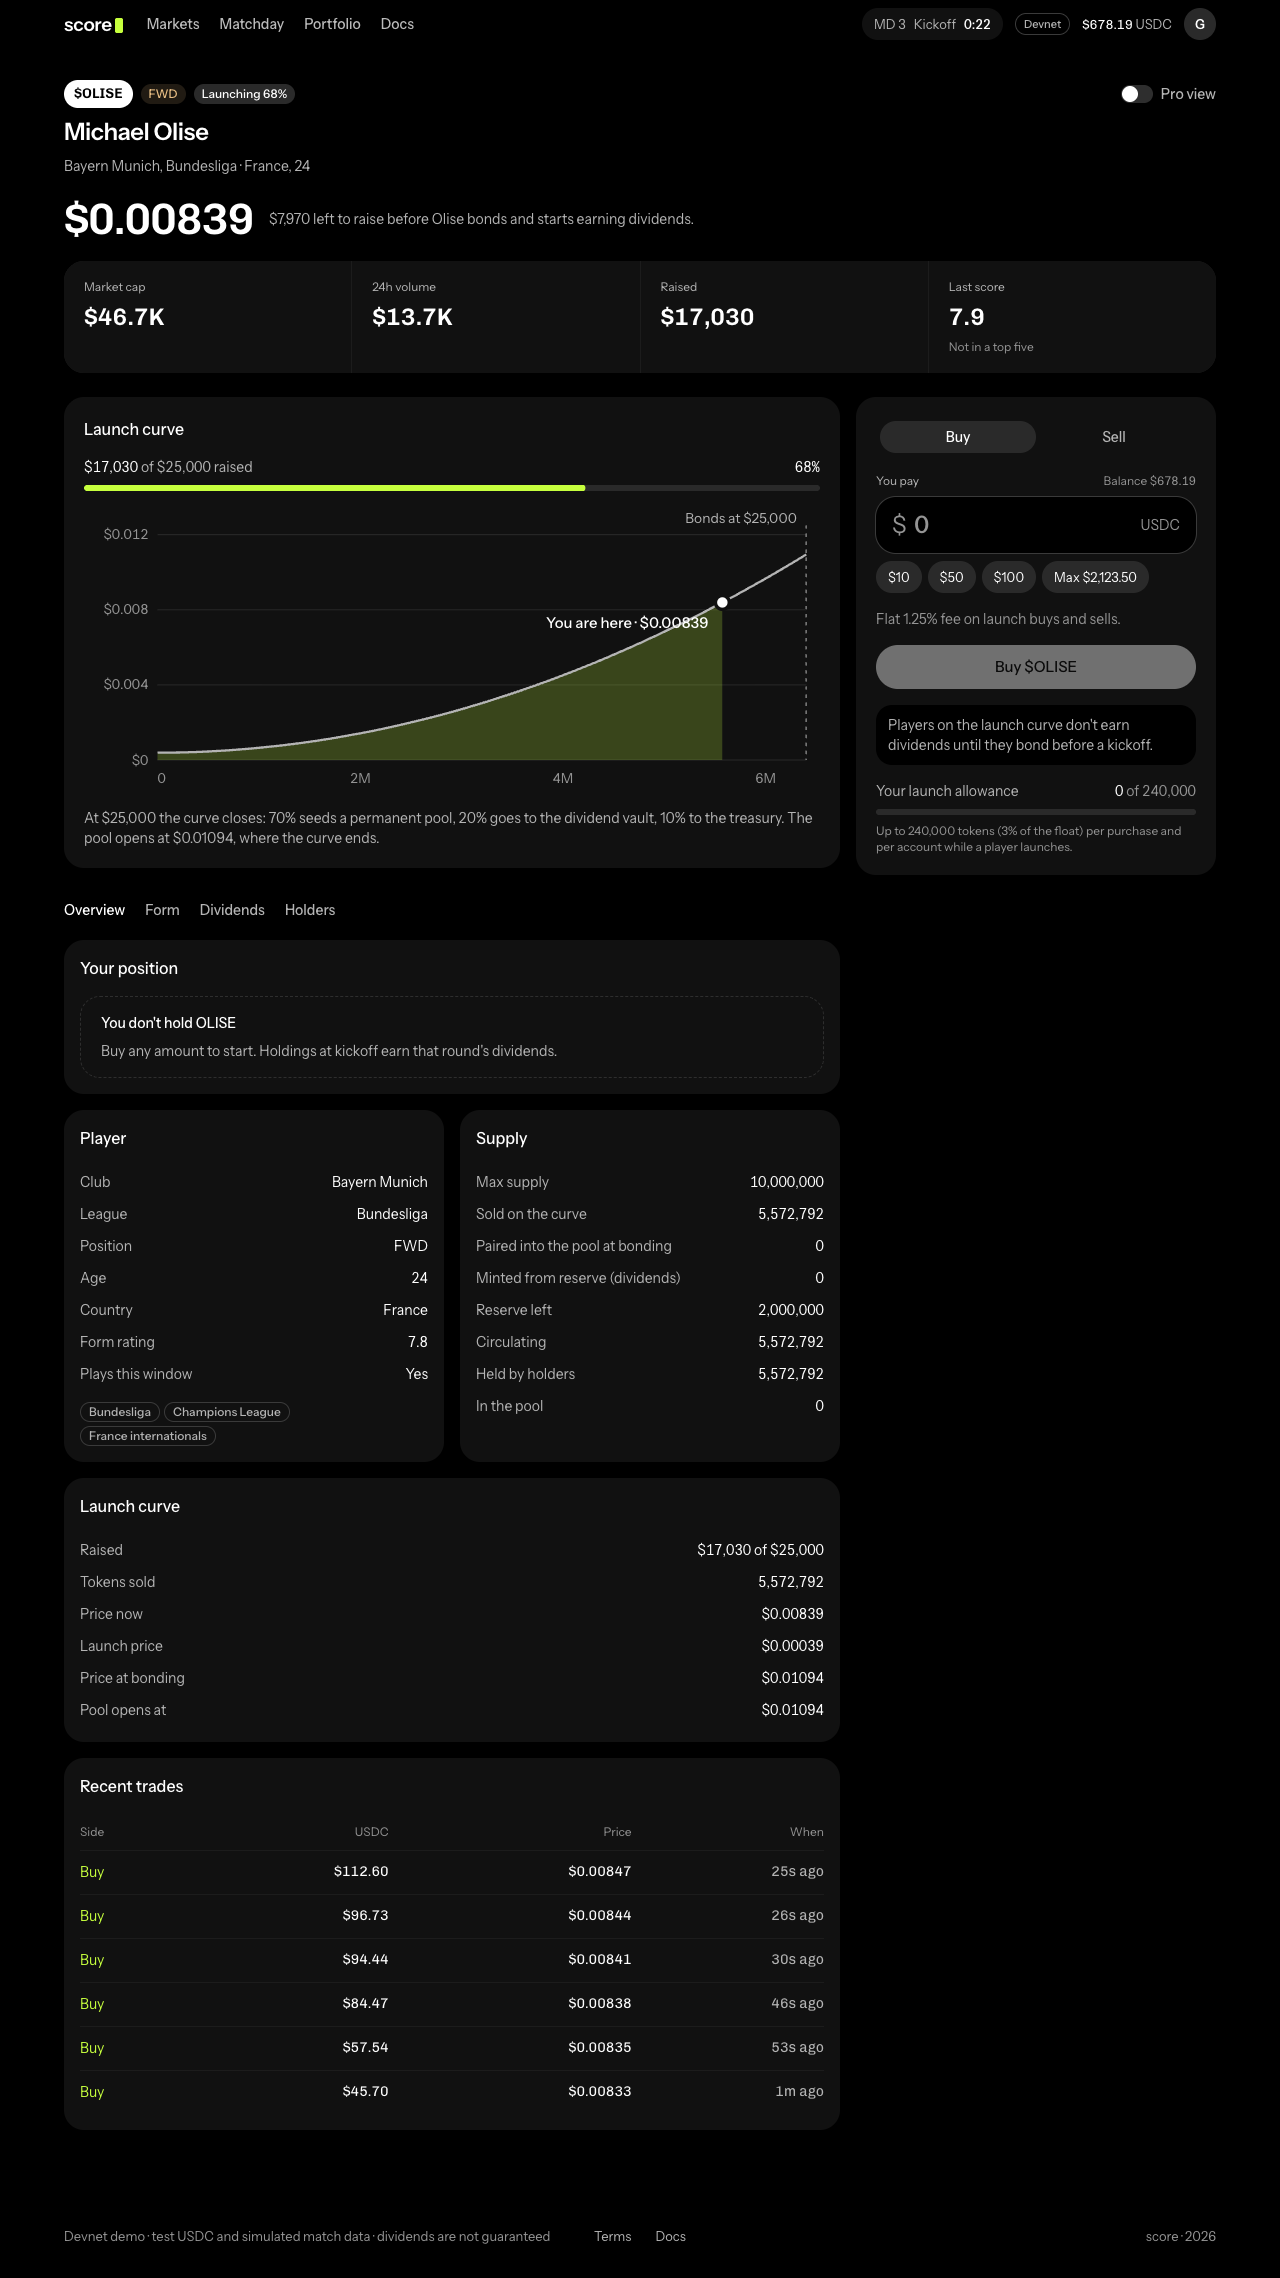 score
Markets Matchday Portfolio Docs
MD 3 Kickoff 0:22
Devnet
$678.19 USDC
G
$OLISE FWD Launching 68%
Pro view
Michael Olise
Bayern Munich, Bundesliga · France, 24
$0.00839 $7,970 left to raise before Olise bonds and starts earning dividends.
Market cap
$46.7K
24h volume
$13.7K
Raised
$17,030
Last score
7.9
Not in a top five
Launch curve
$17,030 of $25,000 raised 68%
Bonds at $25,000
$0.012
$0.008
You are here · $0.00839
$0.004
$0
0 2M 4M 6M
At $25,000 the curve closes: 70% seeds a permanent pool, 20% goes to the dividend vault, 10% to the treasury. The
pool opens at $0.01094, where the curve ends.
Buy Sell
You pay Balance $678.19
$ 0 USDC
$10 $50 $100 Max $2,123.50
Flat 1.25% fee on launch buys and sells.
Buy $OLISE
Players on the launch curve don't earn
dividends until they bond before a kickoff.
Your launch allowance 0 of 240,000
Up to 240,000 tokens (3% of the float) per purchase and
per account while a player launches.
Overview Form Dividends Holders
Your position
You don't hold OLISE
Buy any amount to start. Holdings at kickoff earn that round's dividends.
Player
Club Bayern Munich
League Bundesliga
Position FWD
Age 24
Country France
Form rating 7.8
Plays this window Yes
Bundesliga Champions League
France internationals
Supply
Max supply 10,000,000
Sold on the curve 5,572,792
Paired into the pool at bonding 0
Minted from reserve (dividends) 0
Reserve left 2,000,000
Circulating 5,572,792
Held by holders 5,572,792
In the pool 0
Launch curve
Raised $17,030 of $25,000
Tokens sold 5,572,792
Price now $0.00839
Launch price $0.00039
Price at bonding $0.01094
Pool opens at $0.01094
Recent trades
Side USDC Price When
Buy $112.60 $0.00847 25s ago
Buy $96.73 $0.00844 26s ago
Buy $94.44 $0.00841 30s ago
Buy $84.47 $0.00838 46s ago
Buy $57.54 $0.00835 53s ago
Buy $45.70 $0.00833 1m ago
Devnet demo · test USDC and simulated match data · dividends are not guaranteed Terms Docs score · 2026